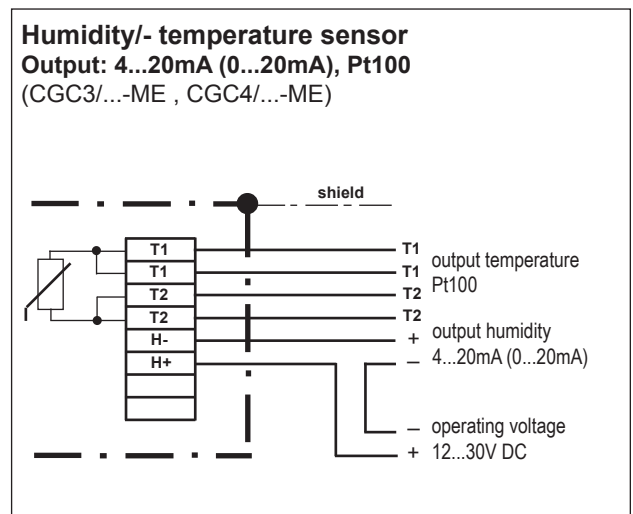 Humidity/- temperature sensor
Output: 4...20mA (0...20mA), Pt100
(CGC3/...-ME , CGC4/...-ME)
shield
T1
T1
T2
T2
H-
H+
T1
T1
T2
T2
output temperature
Pt100
+ output humidity
– 4...20mA (0...20mA)
– operating voltage
+ 12...30V DC